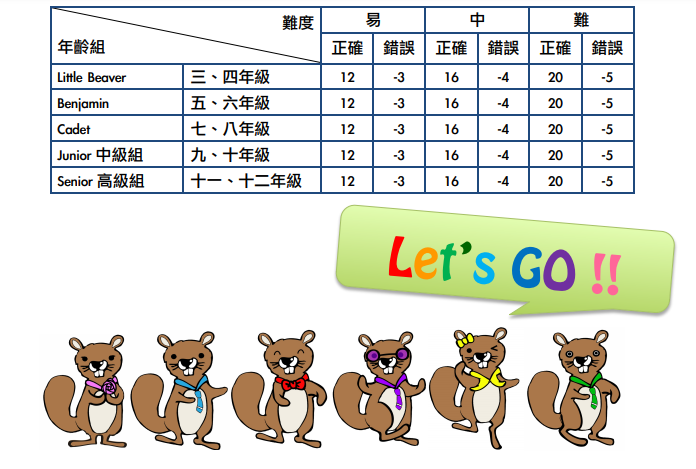 難度 易 中 難
年齡組 正確 錯誤 正確 錯誤 正確 錯誤
Little Beaver 三、四年級 12 -3 16 -4 20 -5
Benjamin 五、六年級 12 -3 16 -4 20 -5
Cadet 七、八年級 12 -3 16 -4 20 -5
Junior 中級組 九、十年級 12 -3 16 -4 20 -5
Senior 高級組 十一、十二年級 12 -3 16 -4 20 -5
Let's GO !!